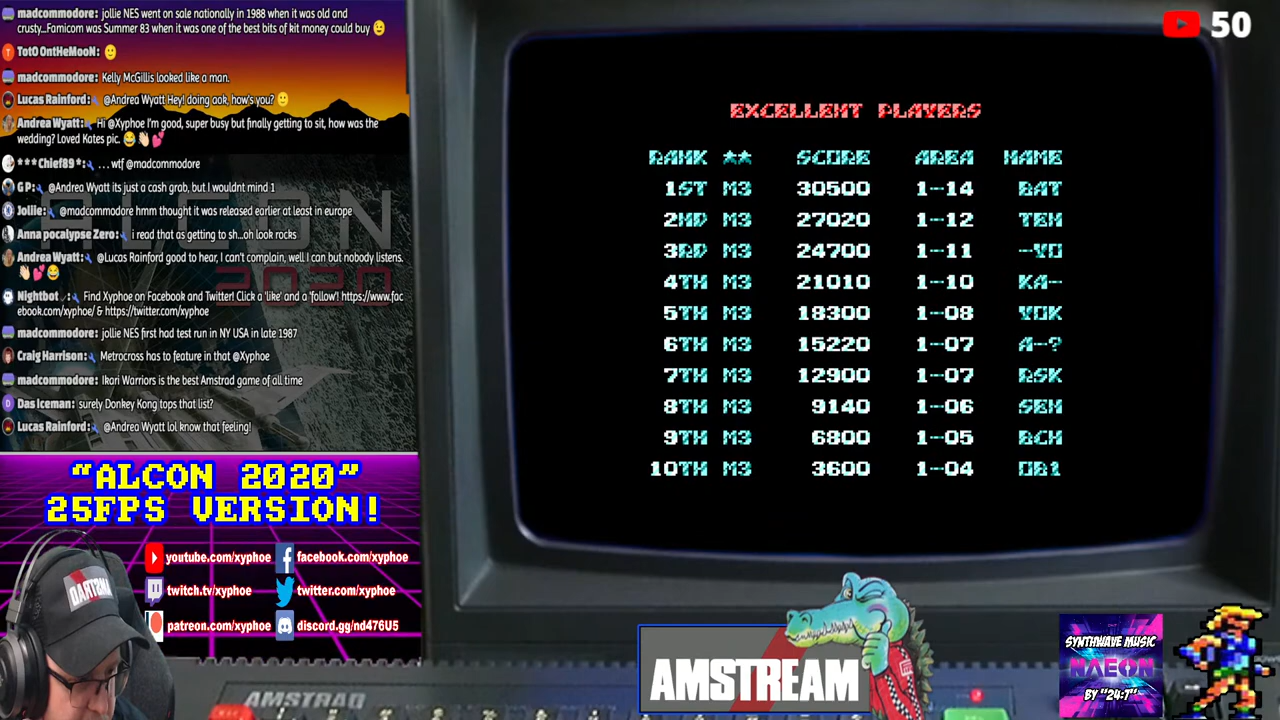 madcommodore: jollie NES went on sale nationally in 1988 when it was old and
crusty...Famicom was Summer 83 when it was one of the best bits of kit money could buy
TotO OntHeMooN:
madcommodore: Kelly McGillis looked like a man.
Lucas Rainford: @Andrea Wyatt Hey! doing aok, how's you?
Andrea Wyatt: Hi @Xyphoe I'm good, super busy but finally getting to sit, how was the
wedding? Loved Kates pic.
***Chief89*: ... wtf @madcommodore
G P: @Andrea Wyatt its just a cash grab, but I wouldnt mind 1
Jollie: @madcommodore hmm thought it was released earlier at least in europe
Anna pocalypse Zero: i read that as getting to sh...oh look rocks
Andrea Wyatt: @Lucas Rainford good to hear, I can't complain, well I can but nobody listens.
Nightbot: Find Xyphoe on Facebook and Twitter! Click a 'like' and a 'follow'! https://www.fac
ebook.com/xyphoe/ & https://twitter.com/xyphoe
madcommodore: jollie NES first had test run in NY USA in late 1987
Craig Harrison: Metrocross has to feature in that @Xyphoe
madcommodore: Ikari Warriors is the best Amstrad game of all time
Das Iceman: surely Donkey Kong tops that list?
Lucas Rainford: @Andrea Wyatt lol know that feeling!
ALCON
2020
"ALCON 2020"
25FPS VERSION!
youtube.com/xyphoe facebook.com/xyphoe
twitch.tv/xyphoe twitter.com/xyphoe
patreon.com/xyphoe discord.gg/nd476U5
50
EXCELLENT PLAYERS
RANK ★★ SCORE AREA NAME
1ST M3 30500 1-14 BAT
2ND M3 27020 1-12 TEN
3RD M3 24700 1-11 -YO
4TH M3 21010 1-10 KA-
5TH M3 18300 1-08 YOK
6TH M3 15220 1-07 A-?
7TH M3 12900 1-07 RSK
8TH M3 9140 1-06 SEN
9TH M3 6800 1-05 BCH
10TH M3 3600 1-04 OB1
AMSTRAD
AMSTRAD
AMSTREAM
SYNTHWAVE MUSIC
NAEON
BY "24:7"